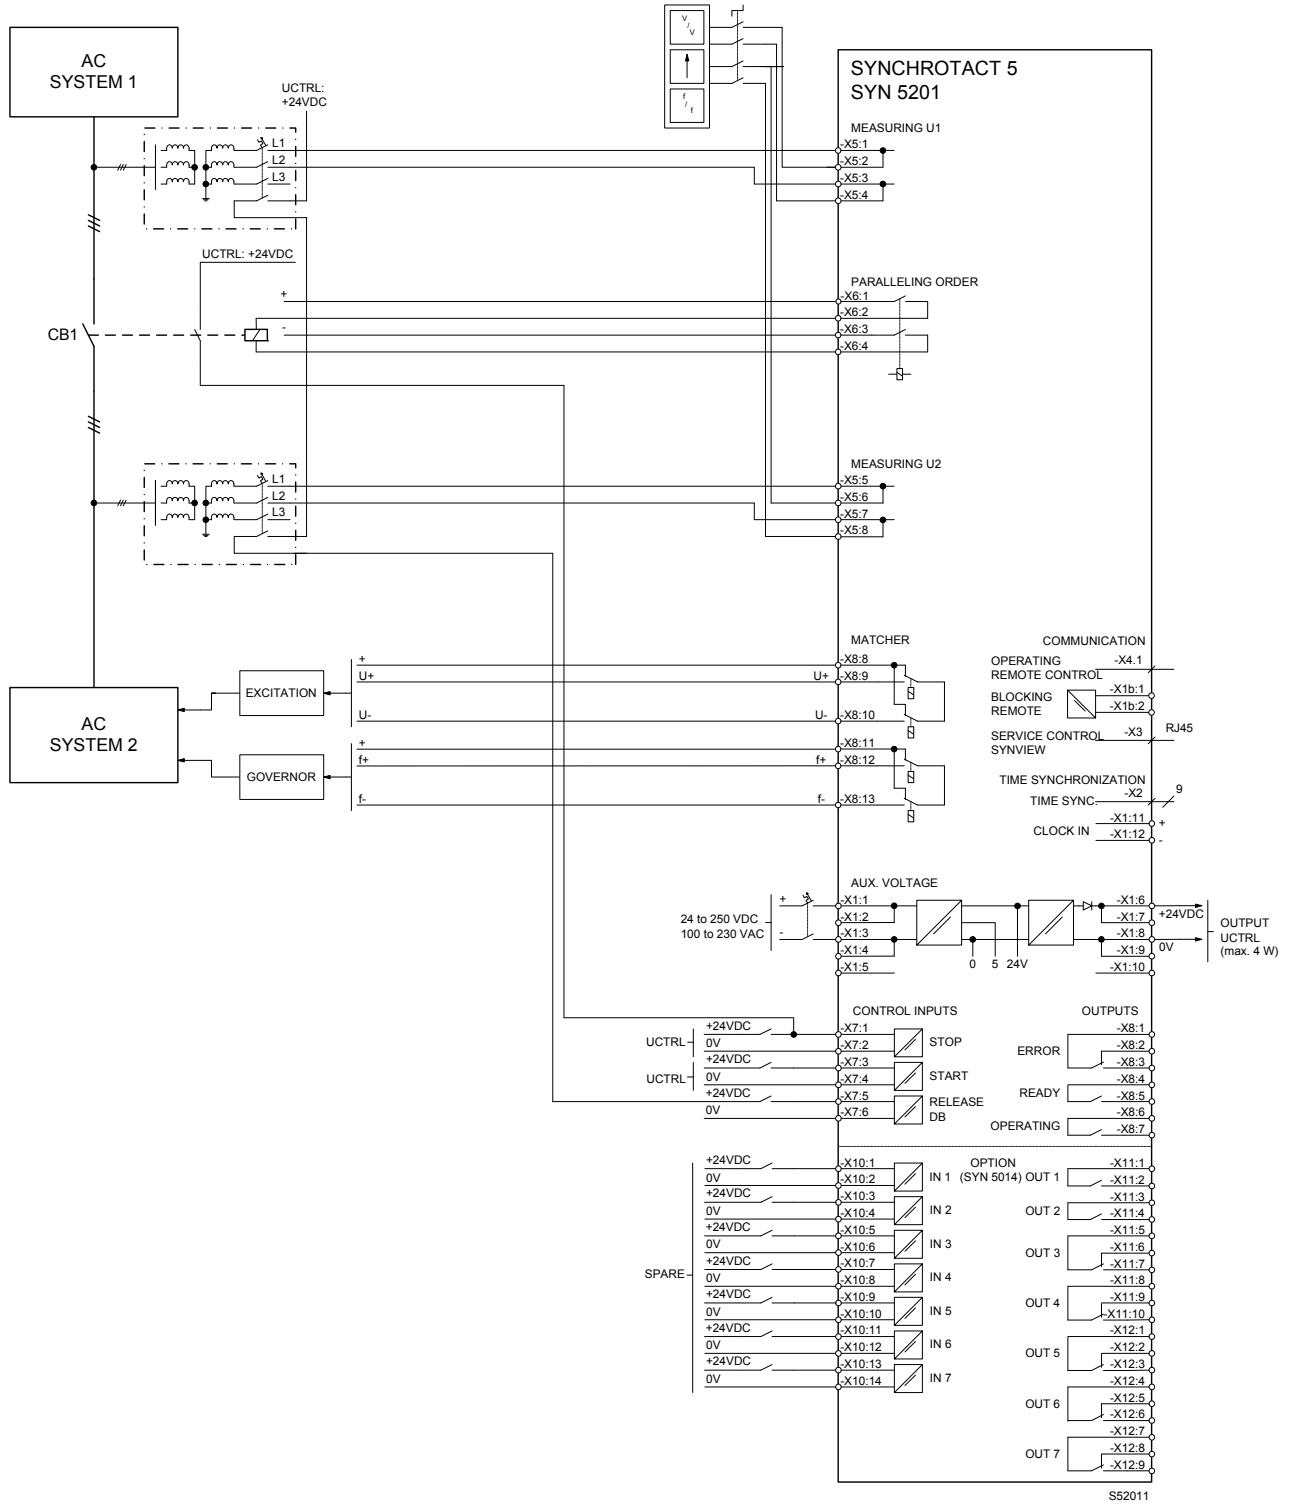 V/V
f/f
AC
SYSTEM 1
UCTRL:
+24VDC
L1
L2
L3
SYNCHROTACT 5
SYN 5201
MEASURING U1
-X5:1
-X5:2
-X5:3
-X5:4
UCTRL: +24VDC
PARALLELING ORDER
+
-X6:1
-X6:2
-
-X6:3
-X6:4
CB1
MEASURING U2
L1
L2
L3
-X5:5
-X5:6
-X5:7
-X5:8
MATCHER
AC
SYSTEM 2
EXCITATION
GOVERNOR
+
-X8:8
U+
U+
-X8:9
U-
U-
-X8:10
+
-X8:11
f+
f+
-X8:12
f-
f-
-X8:13
COMMUNICATION
OPERATING
REMOTE CONTROL
-X4.1
BLOCKING
REMOTE
-X1b:1
-X1b:2
SERVICE CONTROL
SYNVIEW
-X3
RJ45
TIME SYNCHRONIZATION
TIME SYNC.
-X2
9
CLOCK IN
-X1:11
+
-X1:12
-
AUX. VOLTAGE
24 to 250 VDC
100 to 230 VAC
+
-
-X1:1
-X1:2
-X1:3
-X1:4
-X1:5
0
5
24V
-X1:6
-X1:7
-X1:8
-X1:9
-X1:10
+24VDC
0V
OUTPUT
UCTRL
(max. 4 W)
CONTROL INPUTS
UCTRL
+24VDC
-X7:1
0V
-X7:2
STOP
UCTRL
+24VDC
-X7:3
0V
-X7:4
START
+24VDC
-X7:5
0V
-X7:6
RELEASE
DB
OUTPUTS
ERROR
-X8:1
-X8:2
-X8:3
READY
-X8:4
-X8:5
OPERATING
-X8:6
-X8:7
OPTION
(SYN 5014)
SPARE
+24VDC
-X10:1
0V
-X10:2
IN 1
+24VDC
-X10:3
0V
-X10:4
IN 2
+24VDC
-X10:5
0V
-X10:6
IN 3
+24VDC
-X10:7
0V
-X10:8
IN 4
+24VDC
-X10:9
0V
-X10:10
IN 5
+24VDC
-X10:11
0V
-X10:12
IN 6
+24VDC
-X10:13
0V
-X10:14
IN 7
OUT 1
-X11:1
-X11:2
OUT 2
-X11:3
-X11:4
OUT 3
-X11:5
-X11:6
-X11:7
OUT 4
-X11:8
-X11:9
-X11:10
OUT 5
-X12:1
-X12:2
-X12:3
OUT 6
-X12:4
-X12:5
-X12:6
OUT 7
-X12:7
-X12:8
-X12:9
S52011